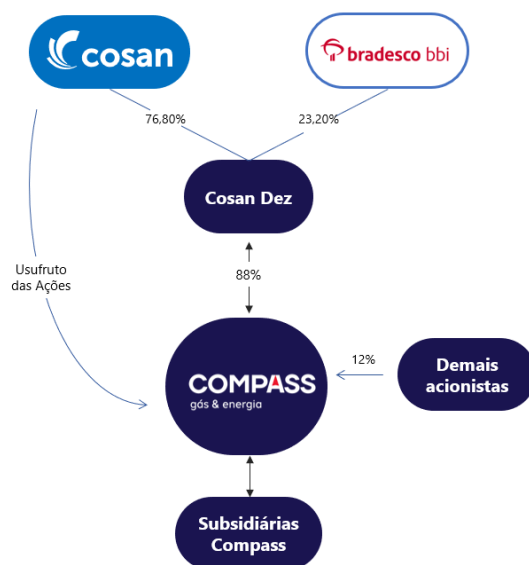 cosan
bradesco bbi
76,80%
23,20%
Cosan Dez
Usufruto
das Ações
88%
COMPASS
gás & energia
12%
Demais
acionistas
Subsidiárias
Compass